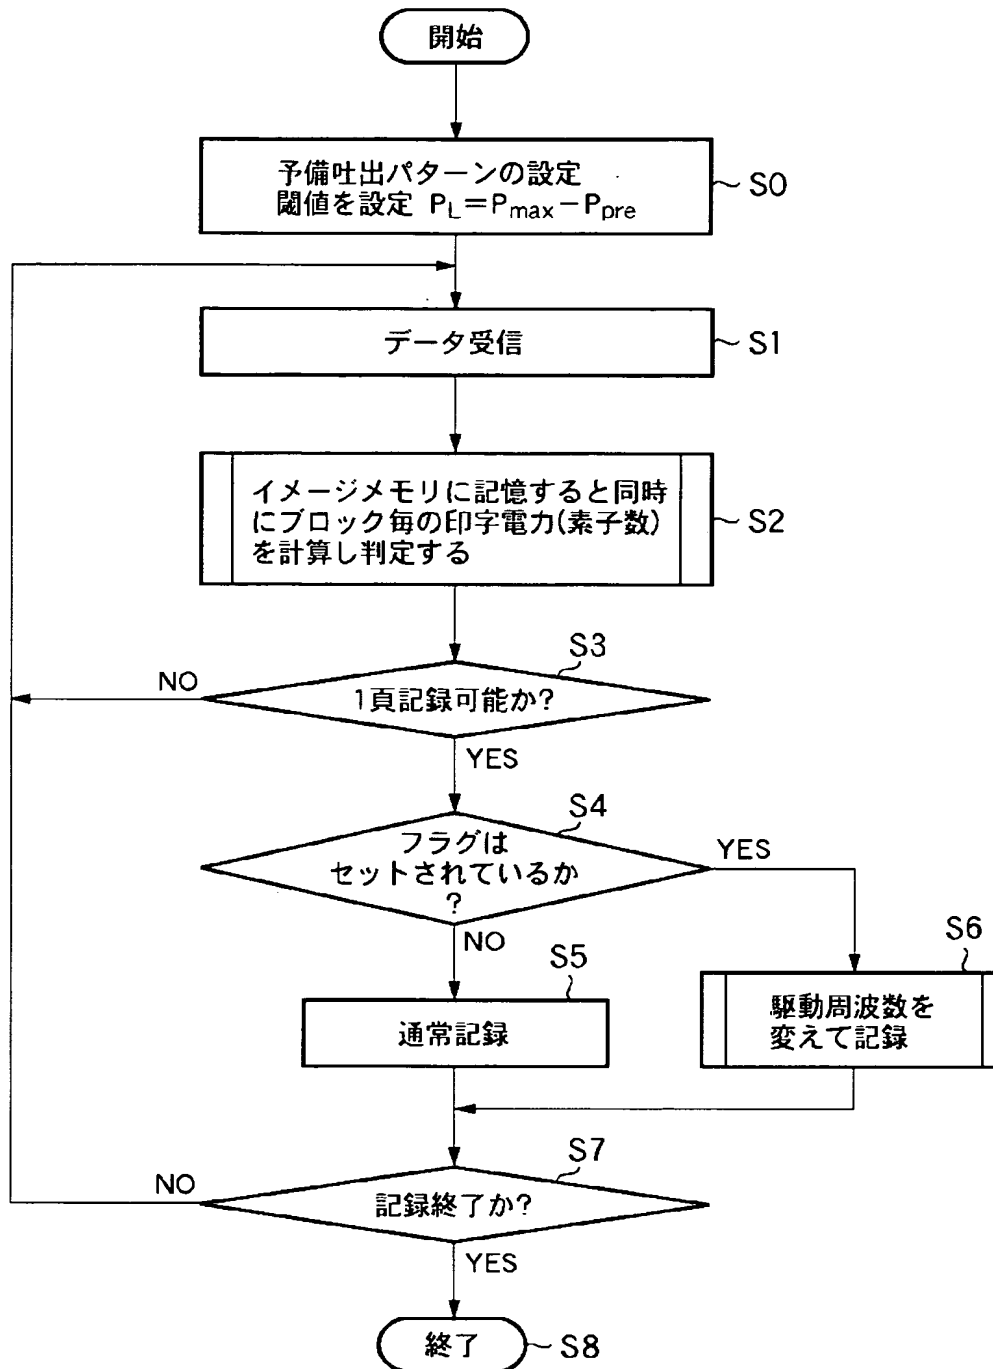 開始
予備吐出パターンの設定
閾値を設定 PL=Pmax-Ppre
S0
データ受信
S1
イメージメモリに記憶すると同時
にブロック毎の印字電力(素子数)
を計算し判定する
S2
S3
NO
1頁記録可能か?
YES
S4
フラグは
セットされているか
?
YES
NO
S5
通常記録
S6
駆動周波数を
変えて記録
S7
NO
記録終了か?
YES
終了
S8